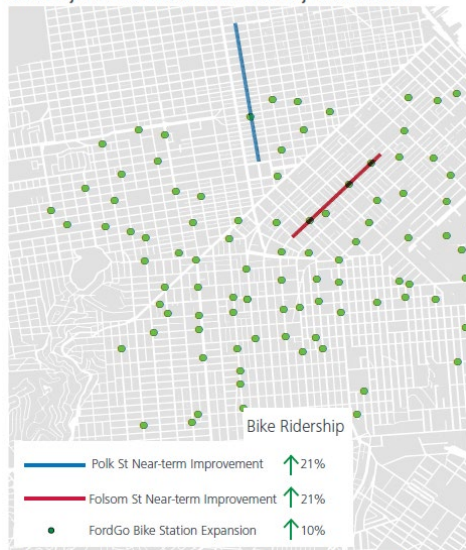 Bike Ridership
Polk St Near-term Improvement 21%
Folsom St Near-term Improvement 21%
FordGo Bike Station Expansion 10%